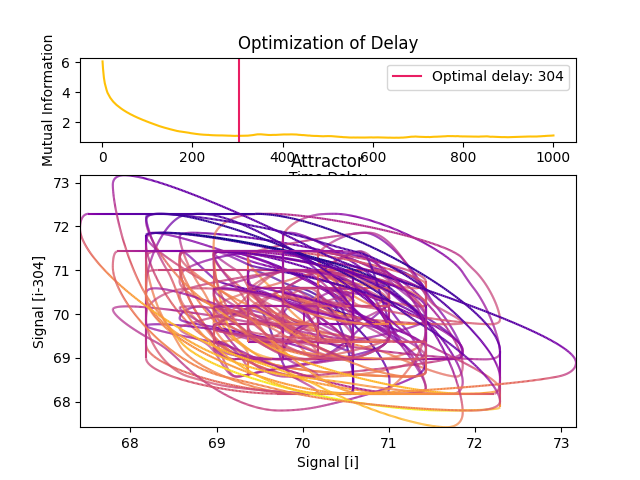 Optimization of Delay
Mutual Information
6
4
2
Optimal delay: 304
0 200 400 600 800 1000
Time Delay
Attractor
Signal [i-304]
73
72
71
70
69
68
68 69 70 71 72 73
Signal [i]